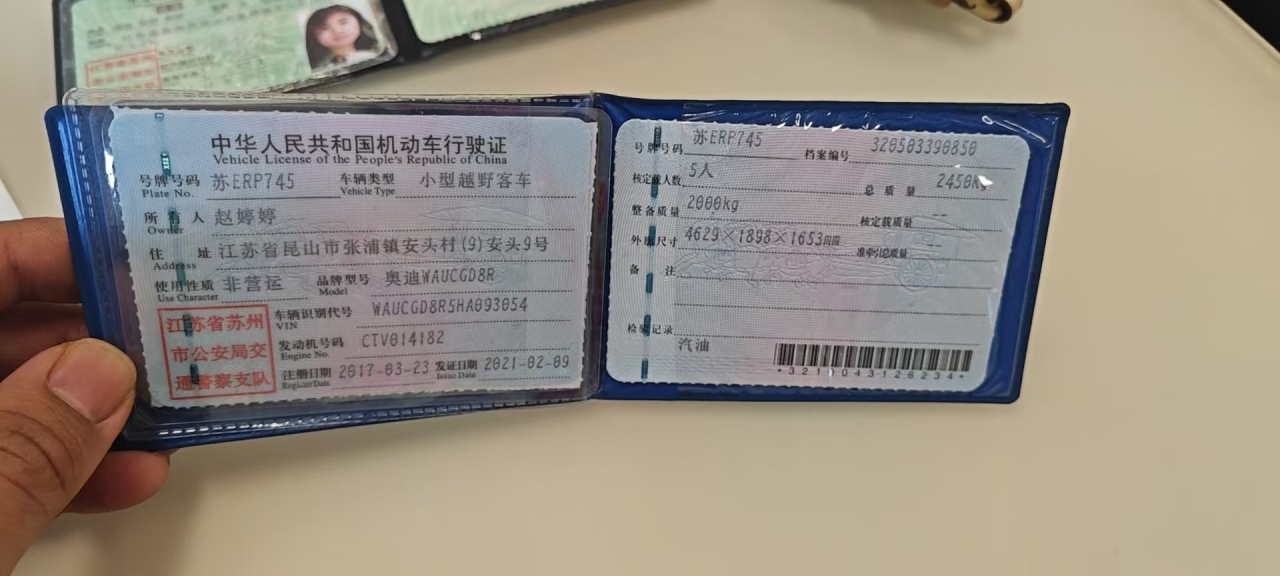 中华人民共和国机动车行驶证
Vehicle License of the People's Republic of China
号牌号码 苏ERP745 车辆类型 小型越野客车
Plate No. Vehicle Type
所有人 赵婷婷
Owner
住址 江苏省昆山市张浦镇安头村(9)安头9号
Address
使用性质 非营运 品牌型号 奥迪WAUCGD8R
Use Character Model
江苏省苏州
市公安局交
通警察支队
车辆识别代号 WAUCGD8R5HA093054
VIN
发动机号码 CTV014182
Engine No.
注册日期 2017-03-23 发证日期 2021-02-09
Register Date Issue Date
号牌号码 苏ERP745 档案编号 320503390850
核定载人数 5人 总质量 2450kg
整备质量 2000kg 核定载质量 --
外廓尺寸 4629×1898×1653 准牵引总质量 --
备注
检验记录
汽油
*3211043126234*